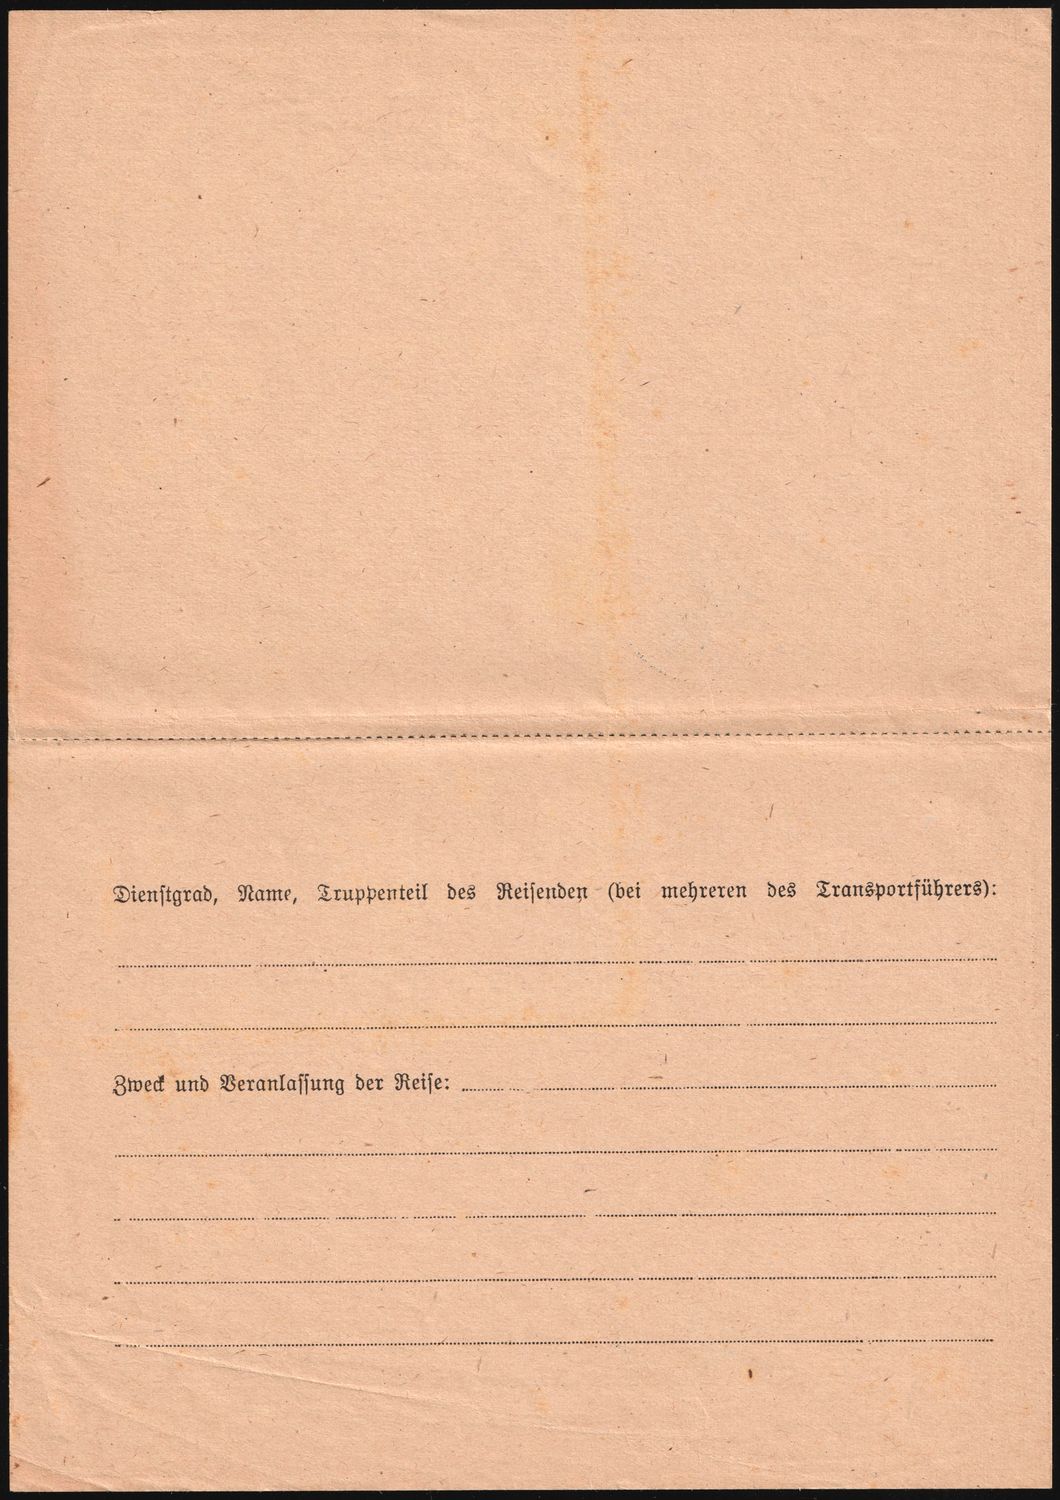 Dienstgrad, Name, Truppenteil des Reisenden (bei mehreren des Transportführers):
Zweck und Veranlassung der Reise: